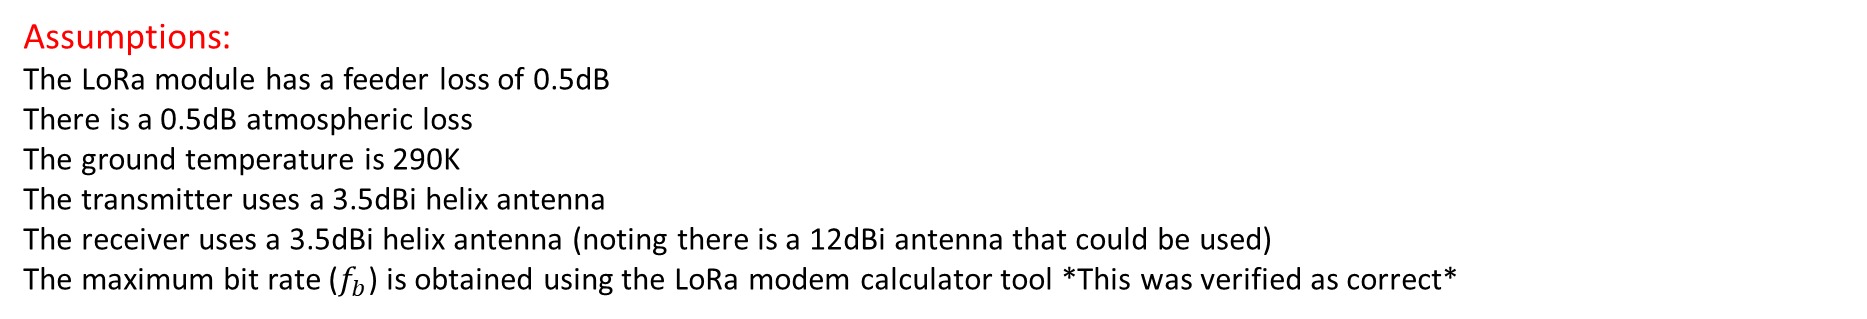 Assumptions:
The LoRa module has a feeder loss of 0.5dB
There is a 0.5dB atmospheric loss
The ground temperature is 290K
The transmitter uses a 3.5dBi helix antenna
The receiver uses a 3.5dBi helix antenna (noting there is a 12dBi antenna that could be used)
The maximum bit rate (f_b) is obtained using the LoRa modem calculator tool *This was verified as correct*